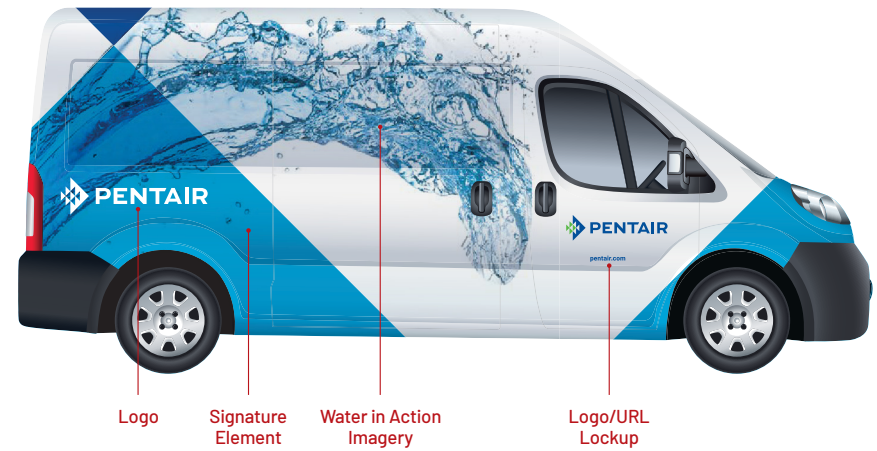 PENTAIR
PENTAIR
pentair.com
Logo
Signature
Element
Water in Action
Imagery
Logo/URL
Lockup